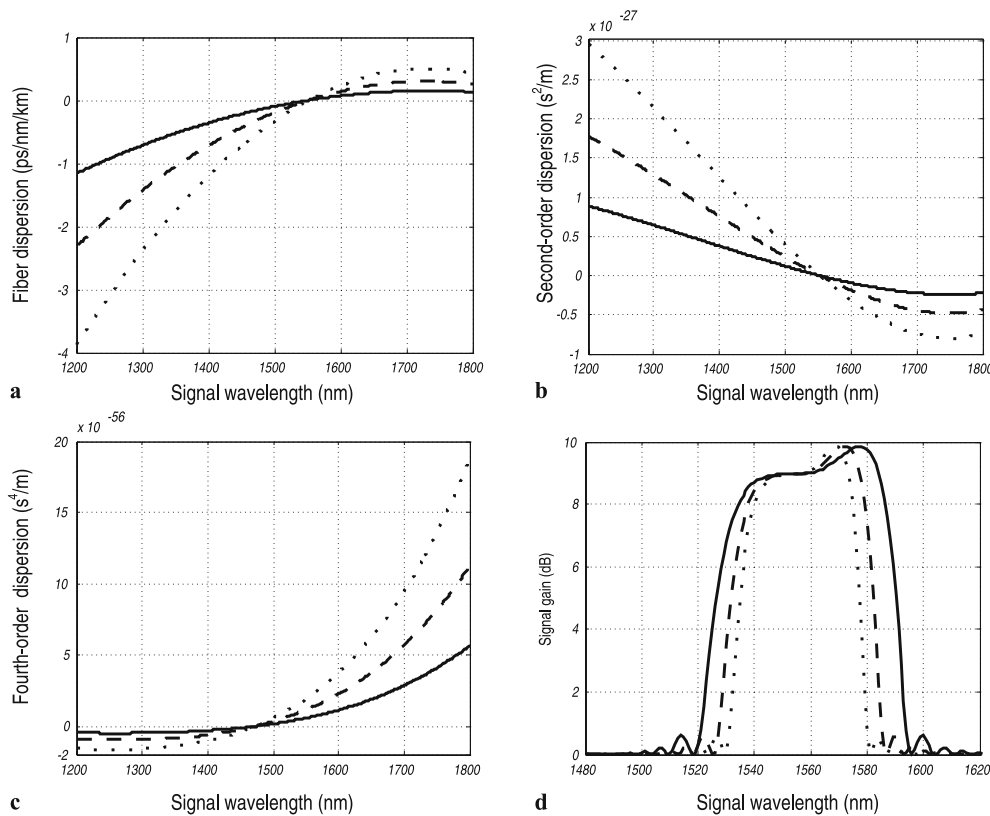 1
0
-1
-2
-3
-4
Fiber dispersion (ps/nm/km)
1200 1300 1400 1500 1600 1700 1800
Signal wavelength (nm)
a
x 10 -27
3
2.5
2
1.5
1
0.5
0
-0.5
-1
Second-order dispersion (s2/m)
1200 1300 1400 1500 1600 1700 1800
Signal wavelength (nm)
b
x 10 -56
20
15
10
5
0
-2
Fourth-order dispersion (s4/m)
1200 1300 1400 1500 1600 1700 1800
Signal wavelength (nm)
c
10
8
6
4
2
0
Signal gain (dB)
1480 1500 1520 1540 1560 1580 1600 1620
Signal wavelength (nm)
d